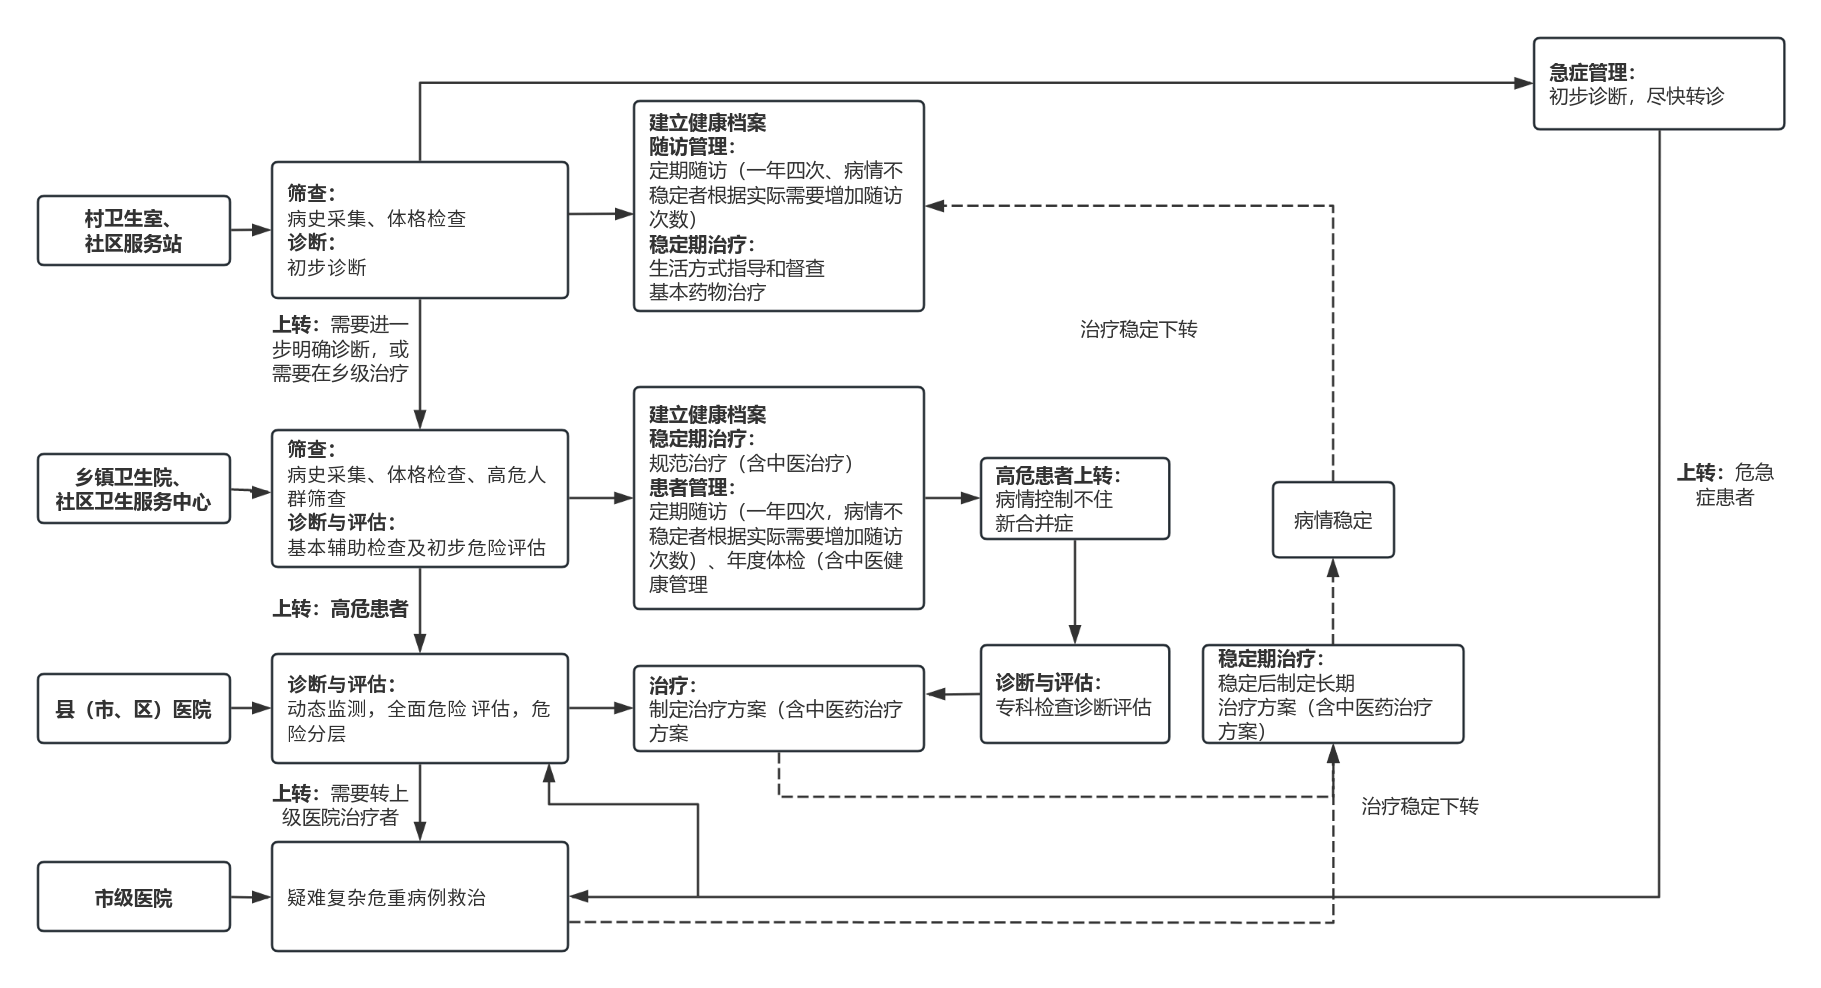 急症管理：
初步诊断，尽快转诊
村卫生室、
社区服务站
筛查：
病史采集、体格检查
诊断：
初步诊断
建立健康档案
随访管理：
定期随访（一年四次、病情不
稳定者根据实际需要增加随访
次数）
稳定期治疗：
生活方式指导和督查
基本药物治疗
上转：需要进一
步明确诊断，或
需要在乡级治疗
治疗稳定下转
乡镇卫生院、
社区卫生服务中心
筛查：
病史采集、体格检查、高危人
群筛查
诊断与评估：
基本辅助检查及初步危险评估
建立健康档案
稳定期治疗：
规范治疗（含中医治疗）
患者管理：
定期随访（一年四次，病情不
稳定者根据实际需要增加随访
次数）、年度体检（含中医健
康管理
高危患者上转：
病情控制不住
新合并症
病情稳定
上转：危急
症患者
上转：高危患者
县（市、区）医院
诊断与评估：
动态监测，全面危险 评估，危
险分层
治疗：
制定治疗方案（含中医药治疗
方案
诊断与评估：
专科检查诊断评估
稳定期治疗：
稳定后制定长期
治疗方案（含中医药治疗
方案）
上转：需要转上
级医院治疗者
治疗稳定下转
市级医院
疑难复杂危重病例救治